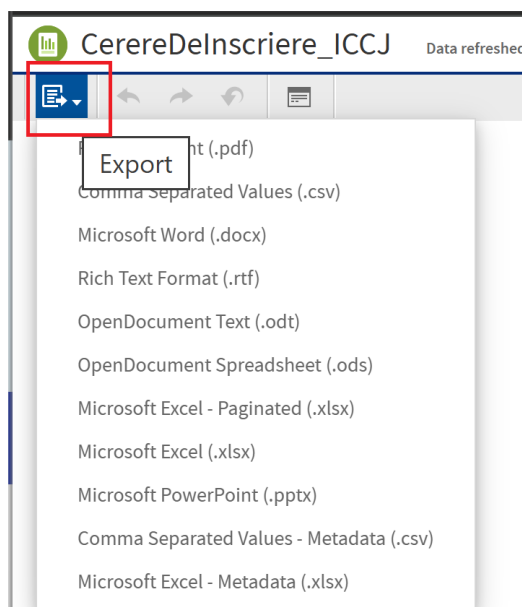 CerereDeInscriere_ICCJ Data refreshed
Export
nt (.pdf)
Comma Separated Values (.csv)
Microsoft Word (.docx)
Rich Text Format (.rtf)
OpenDocument Text (.odt)
OpenDocument Spreadsheet (.ods)
Microsoft Excel - Paginated (.xlsx)
Microsoft Excel (.xlsx)
Microsoft PowerPoint (.pptx)
Comma Separated Values - Metadata (.csv)
Microsoft Excel - Metadata (.xlsx)